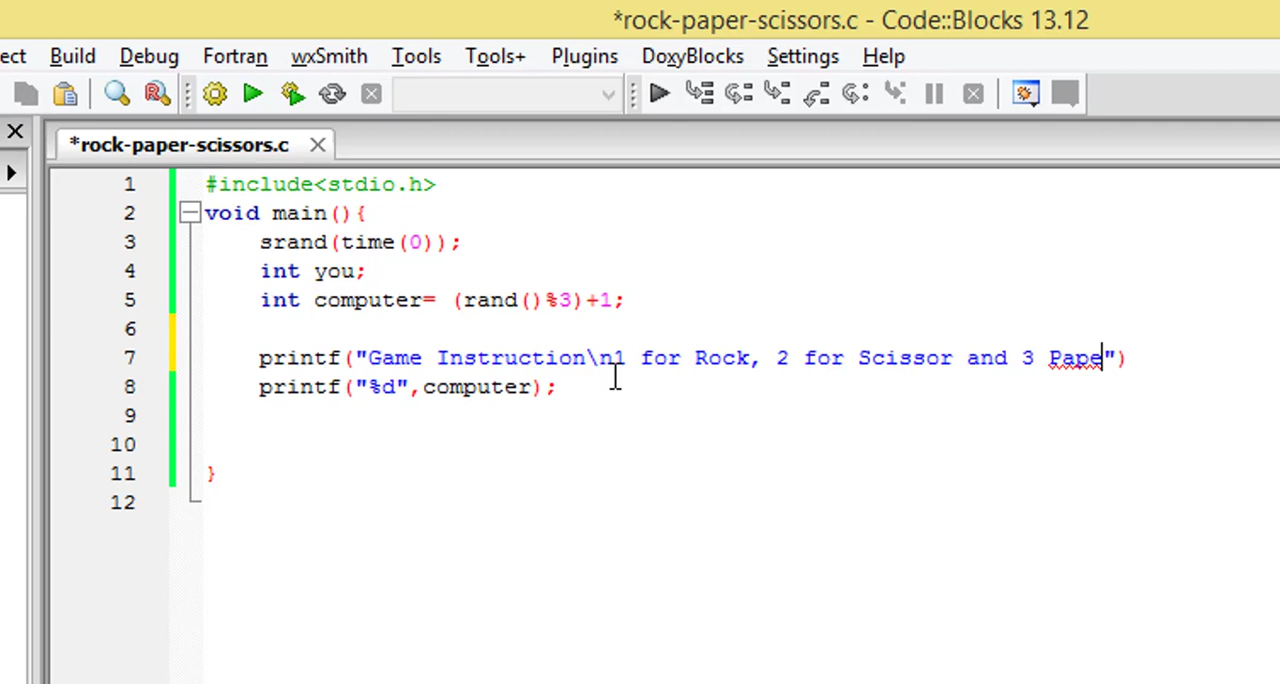 *rock-paper-scissors.c - Code::Blocks 13.12
ect Build Debug Fortran wxSmith Tools Tools+ Plugins DoxyBlocks Settings Help
*rock-paper-scissors.c
1 #include<stdio.h>
2 void main(){
3 srand(time(0));
4 int you;
5 int computer= (rand()%3)+1;
6
7 printf("Game Instruction\n1 for Rock, 2 for Scissor and 3 Pape")
8 printf("%d",computer);
9
10
11 }
12